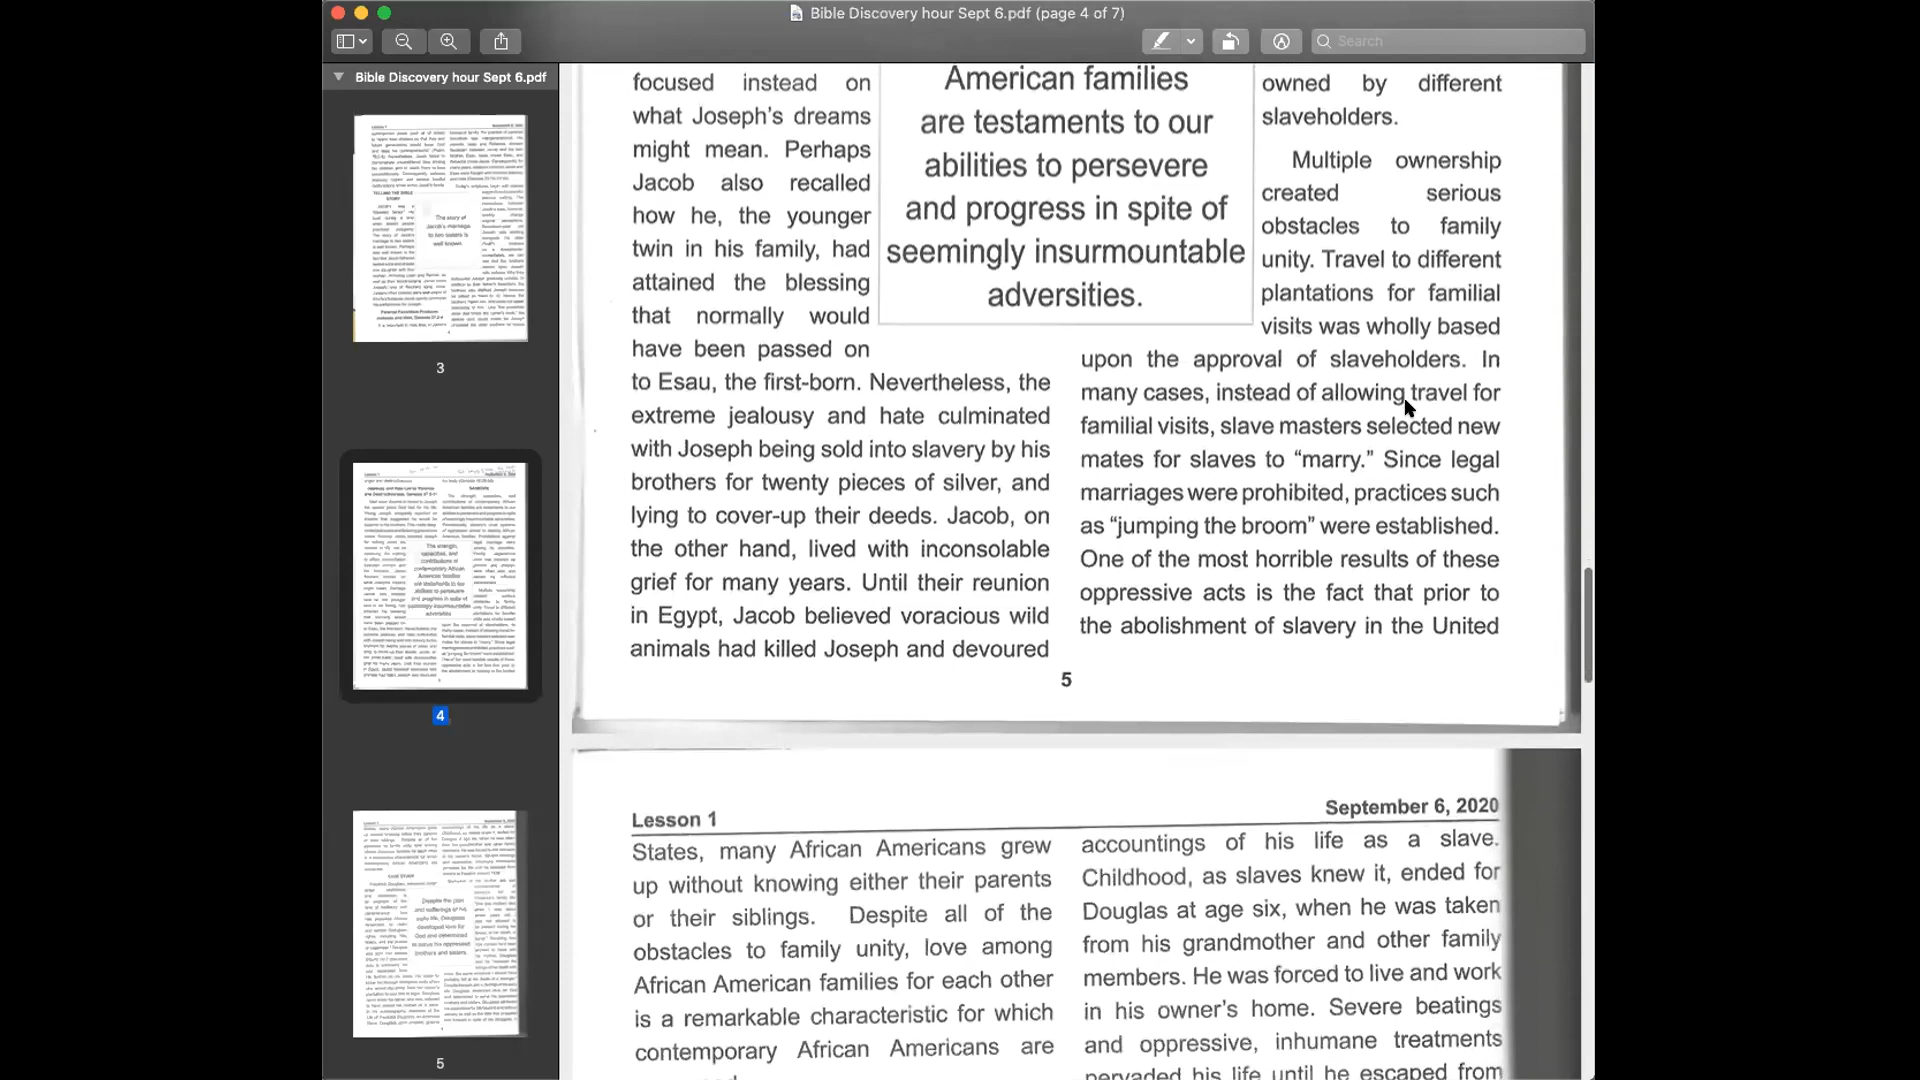 Bible Discovery hour Sept 6.pdf (page 4 of 7)
Search
Bible Discovery hour Sept 6.pdf
3
4
5
focused instead on
what Joseph's dreams
might mean. Perhaps
Jacob also recalled
how he, the younger
twin in his family, had
attained the blessing
that normally would
have been passed on
to Esau, the first-born. Nevertheless, the
extreme jealousy and hate culminated
with Joseph being sold into slavery by his
brothers for twenty pieces of silver, and
lying to cover-up their deeds. Jacob, on
the other hand, lived with inconsolable
grief for many years. Until their reunion
in Egypt, Jacob believed voracious wild
animals had killed Joseph and devoured
American families
are testaments to our
abilities to persevere
and progress in spite of
seemingly insurmountable
adversities.
owned by different
slaveholders.
Multiple ownership
created serious
obstacles to family
unity. Travel to different
plantations for familial
visits was wholly based
upon the approval of slaveholders. In
many cases, instead of allowing travel for
familial visits, slave masters selected new
mates for slaves to “marry.” Since legal
marriages were prohibited, practices such
as “jumping the broom” were established.
One of the most horrible results of these
oppressive acts is the fact that prior to
the abolishment of slavery in the United
5
Lesson 1
September 6, 2020
States, many African Americans grew
up without knowing either their parents
or their siblings. Despite all of the
obstacles to family unity, love among
African American families for each other
is a remarkable characteristic for which
contemporary African Americans are
accountings of his life as a slave.
Childhood, as slaves knew it, ended for
Douglas at age six, when he was taken
from his grandmother and other family
members. He was forced to live and work
in his owner's home. Severe beatings
and oppressive, inhumane treatments
pervaded his life until he escaped from